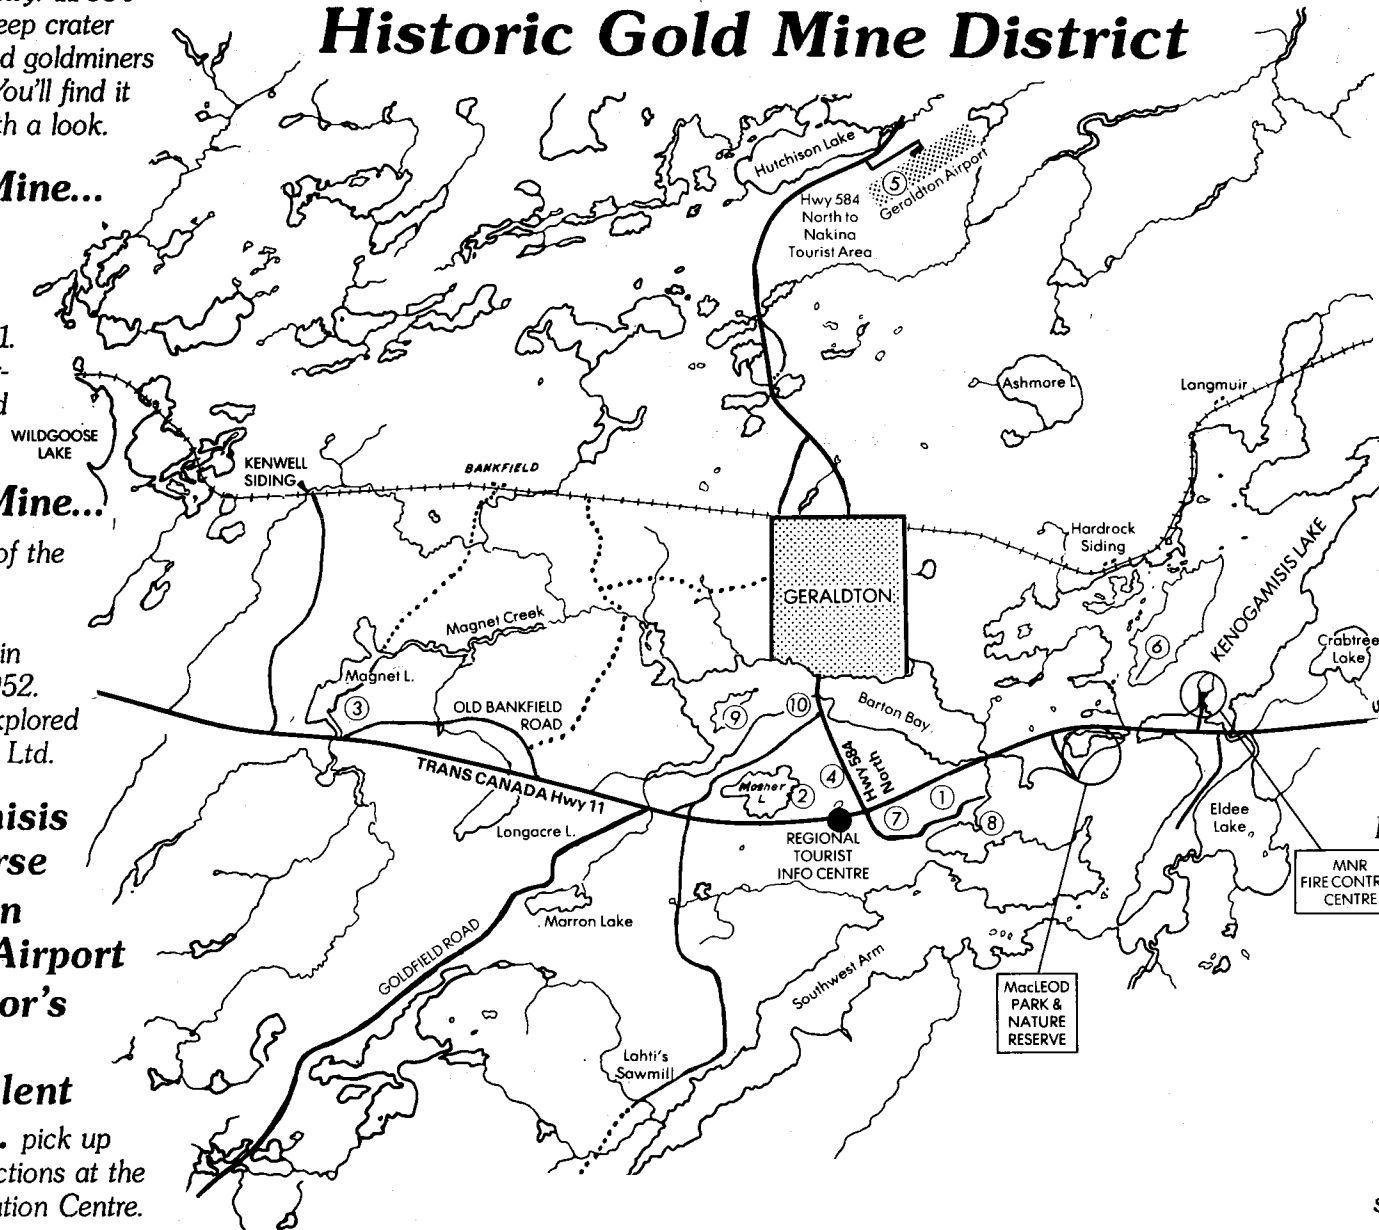 Historic Gold Mine District
eep crater
d goldminers
You'll find it
th a look.
Mine...
1.
d
Mine...
of the
in
952.
xplored
Ltd.
nisis
rse
n
Airport
or's
lent
. pick up
ctions at the
ation Centre.
Hutchison Lake
5
Geraldton Airport
Hwy 584
North to
Nakina
Tourist Area
Ashmore L
Langmuir
WILDGOOSE
LAKE
KENWELL
SIDING
BANKFIELD
Hardrock
Siding
GERALDTON
KENOGAMISIS LAKE
6
Crabtree
Lake
Magnet Creek
Magnet L.
3
OLD BANKFIELD
ROAD
9
10
Barton Bay
TRANS CANADA Hwy 11
Hwy 584
North
4
Mosher
L
2
1
7
8
Longacre L.
REGIONAL
TOURIST
INFO CENTRE
Eldee
Lake
MNR
FIRE CONTR
CENTRE
Marron Lake
GOLDFIELD ROAD
Southwest Arm
MacLEOD
PARK &
NATURE
RESERVE
Lahti's
Sawmill